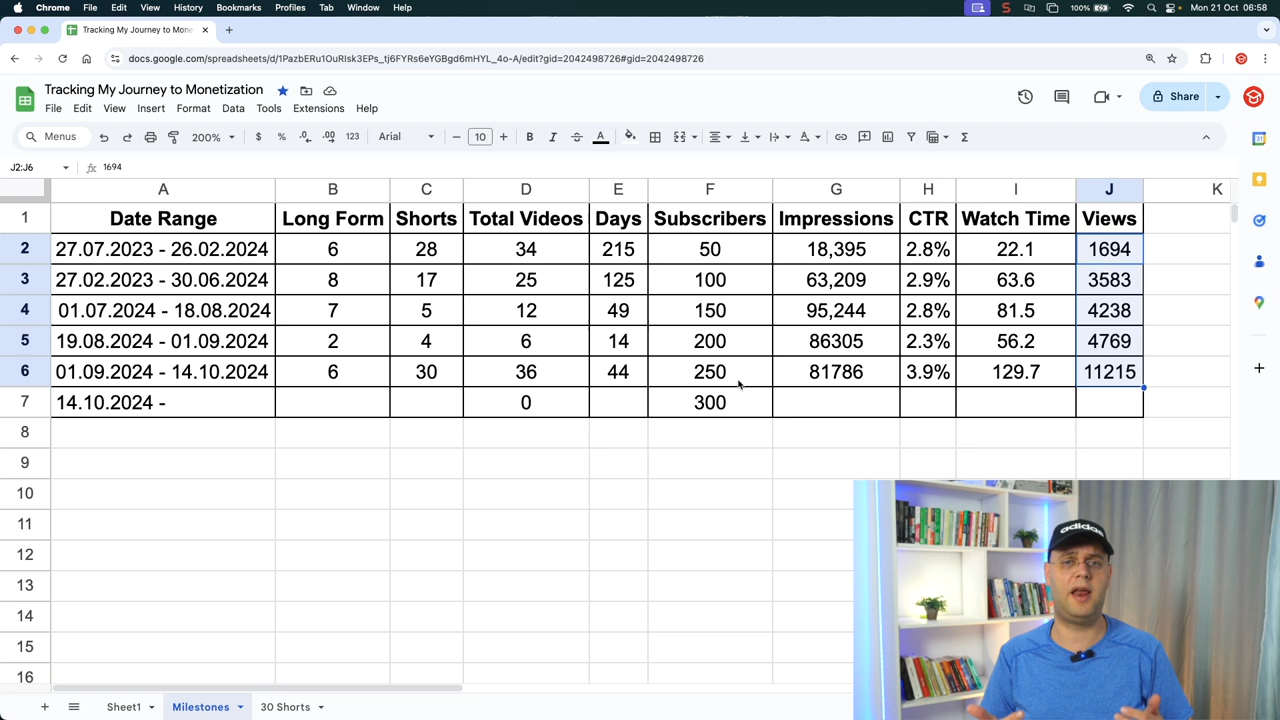 Chrome File Edit View History Bookmarks Profiles Tab Window Help 100% Mon 21 Oct 06:58
Tracking My Journey to Mone
docs.google.com/spreadsheets/d/1PazbERu1OuRIsk3EPs_tj6FYRs6eYGBgd6mHYL_4o-A/edit?gid=2042498726#gid=2042498726
Tracking My Journey to Monetization
File Edit View Insert Format Data Tools Extensions Help
Share
Menus 200% $ % .0 .00 123 Arial 10 B I S A
J2:J6 fx 1694
A B C D E F G H I J K
1 Date Range Long Form Shorts Total Videos Days Subscribers Impressions CTR Watch Time Views
2 27.07.2023 - 26.02.2024 6 28 34 215 50 18,395 2.8% 22.1 1694
3 27.02.2023 - 30.06.2024 8 17 25 125 100 63,209 2.9% 63.6 3583
4 01.07.2024 - 18.08.2024 7 5 12 49 150 95,244 2.8% 81.5 4238
5 19.08.2024 - 01.09.2024 2 4 6 14 200 86305 2.3% 56.2 4769
6 01.09.2024 - 14.10.2024 6 30 36 44 250 81786 3.9% 129.7 11215
7 14.10.2024 - 0 300
8
9
10
11
12
13
14
15
16
adidas
Sheet1 Milestones 30 Shorts